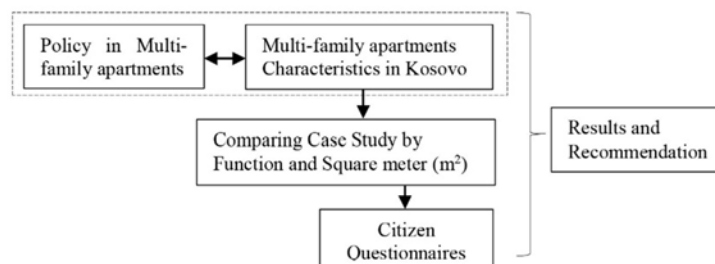 Policy in Multi-
family apartments
Multi-family apartments
Characteristics in Kosovo
Comparing Case Study by
Function and Square meter (m²)
Results and
Recommendation
Citizen
Questionnaires